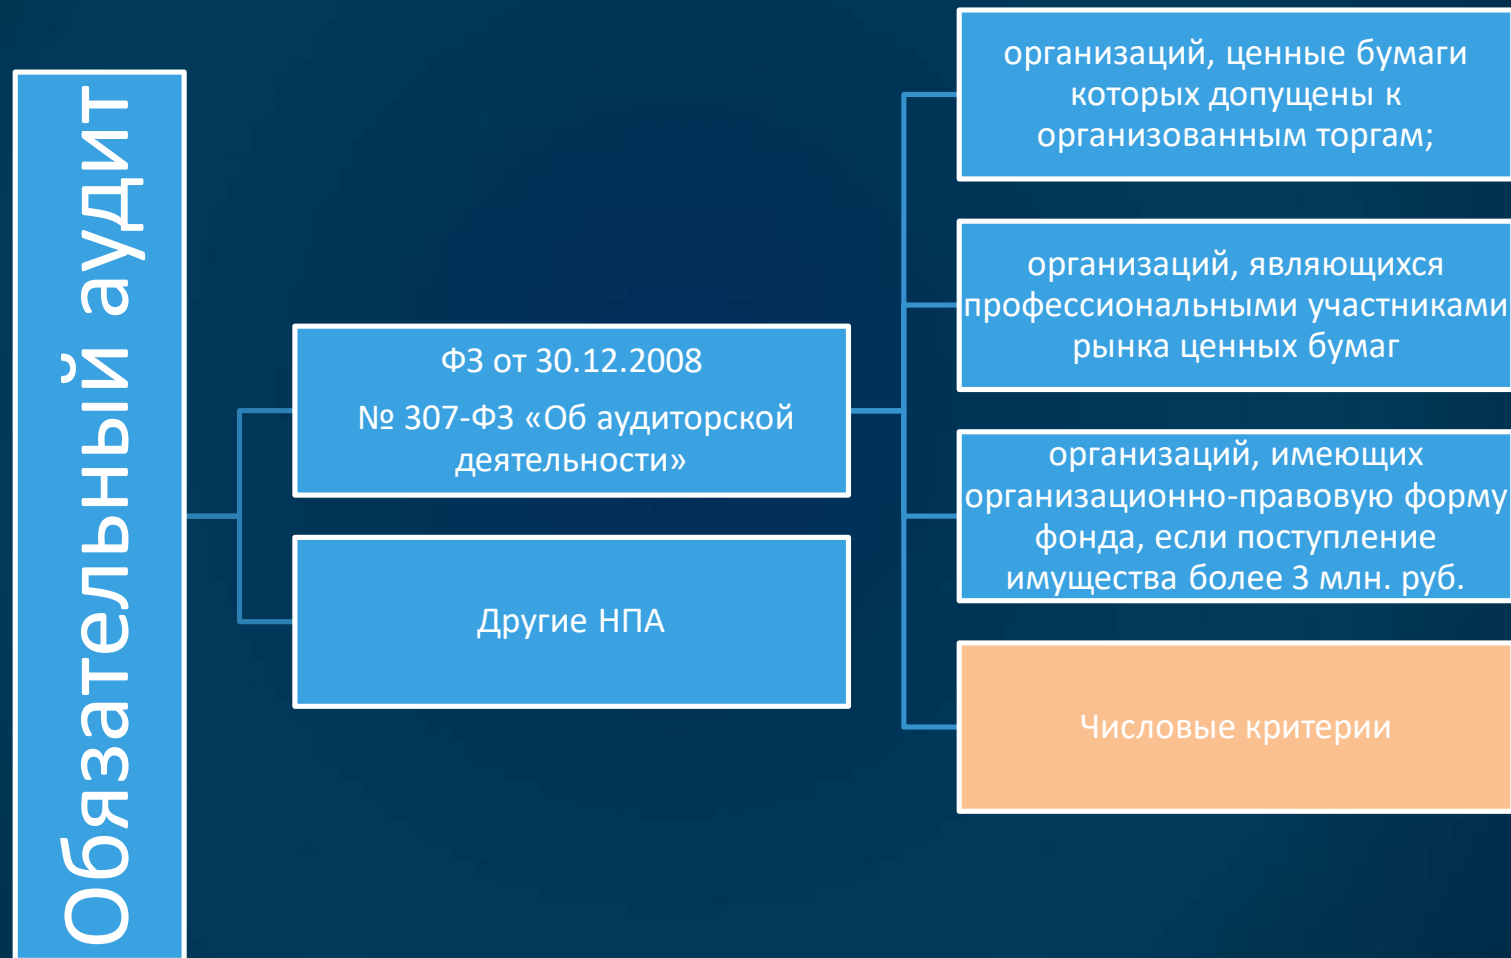 Обязательный аудит
ФЗ от 30.12.2008
№ 307-ФЗ «Об аудиторской
деятельности»
Другие НПА
организаций, ценные бумаги
которых допущены к
организованным торгам;
организаций, являющихся
профессиональными участниками
рынка ценных бумаг
организаций, имеющих
организационно-правовую форму
фонда, если поступление
имущества более 3 млн. руб.
Числовые критерии